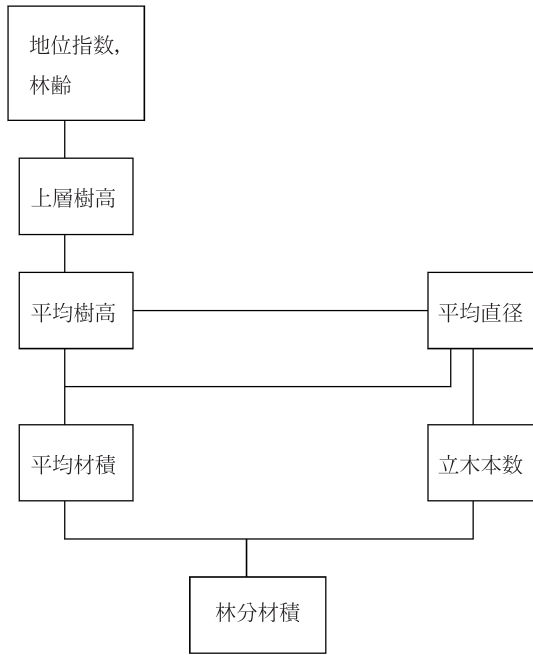 地位指数,
林齢
上層樹高
平均樹高
平均直径
平均材積
立木本数
林分材積